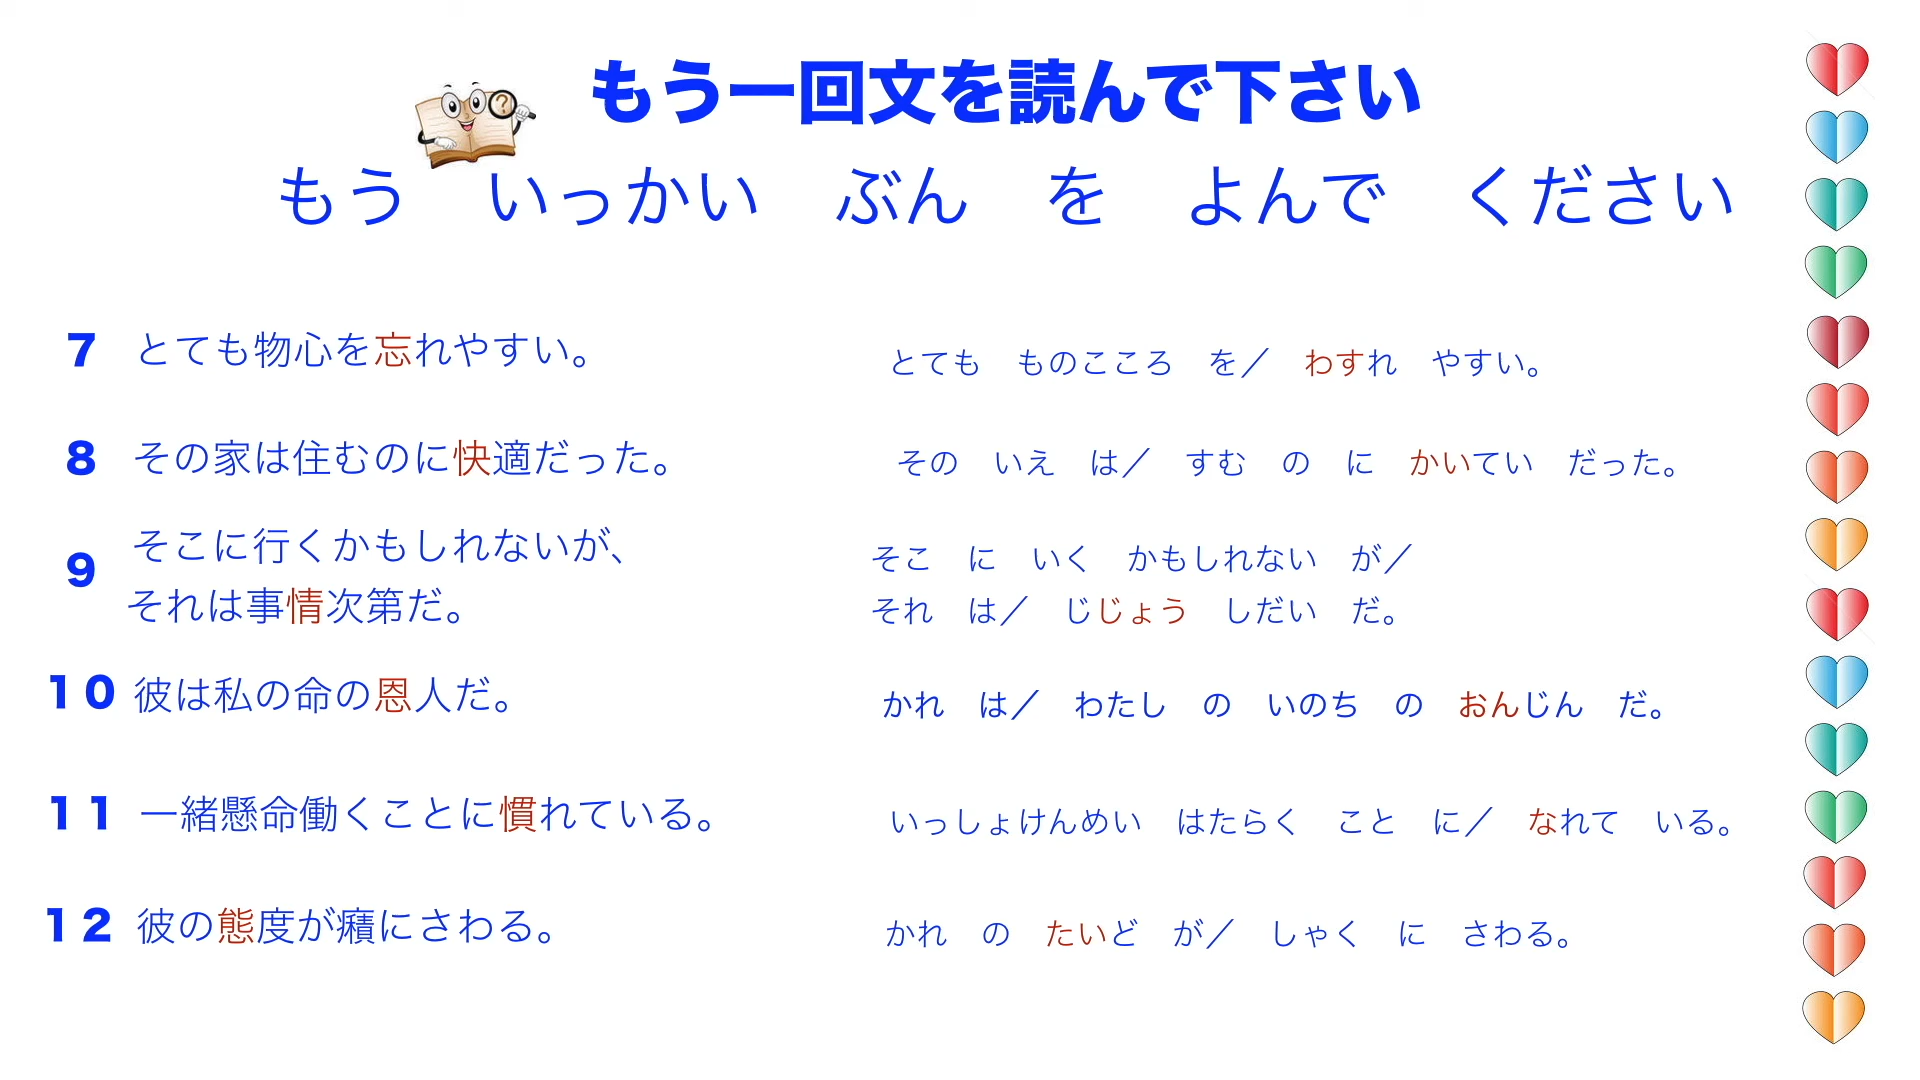 もう一回文を読んで下さい
もう　いっかい　ぶん　を　よんで　ください
7 とても物心を忘れやすい。 とても　ものこころ　を／　わすれ　やすい。
8 その家は住むのに快適だった。 その　いえ　は／　すむ　の　に　かいてい　だった。
9 そこに行くかもしれないが、 そこ　に　いく　かもしれない　が／
それは事情次第だ。 それ　は／　じじょう　しだい　だ。
10 彼は私の命の恩人だ。 かれ　は／　わたし　の　いのち　の　おんじん　だ。
11 一緒懸命働くことに慣れている。 いっしょけんめい　はたらく　こと　に／　なれて　いる。
12 彼の態度が癪にさわる。 かれ　の　たいど　が／　しゃく　に　さわる。